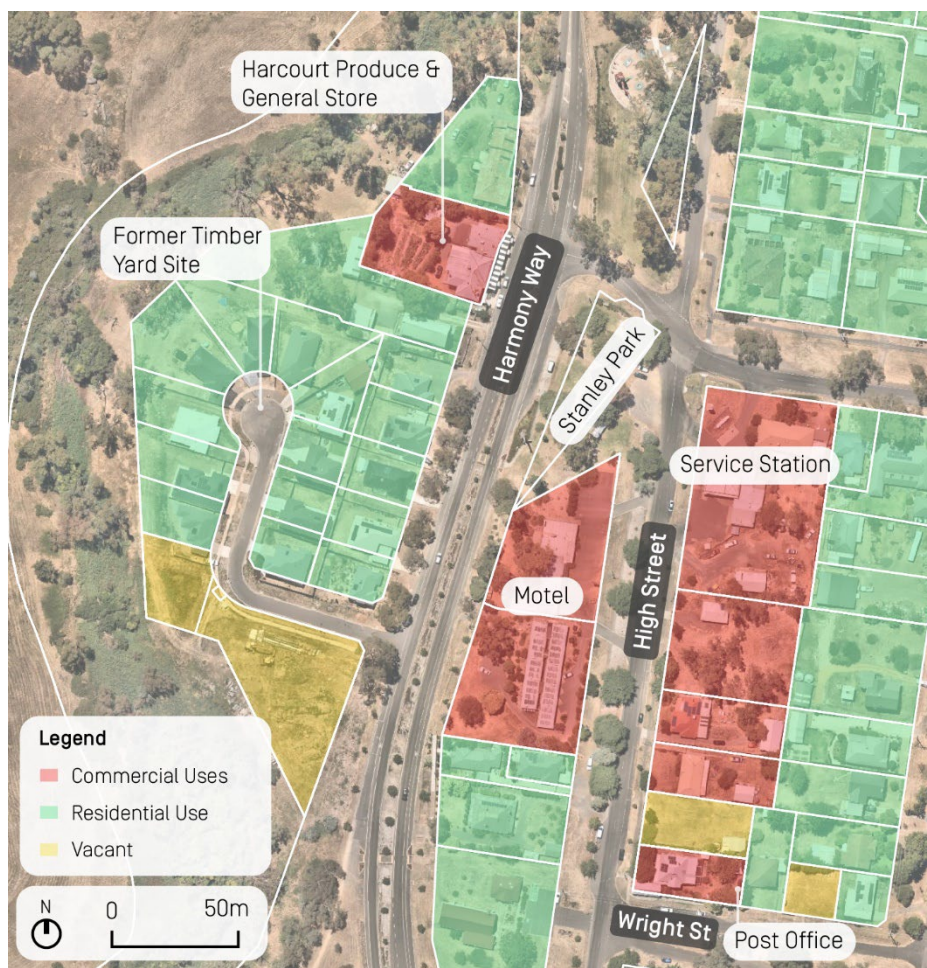 Harcourt Produce &
General Store
Former Timber
Yard Site
Harmony Way
Stanley Park
Service Station
Motel
High Street
Legend
Commercial Uses
Residential Use
Vacant
N
0 50m
Wright St
Post Office